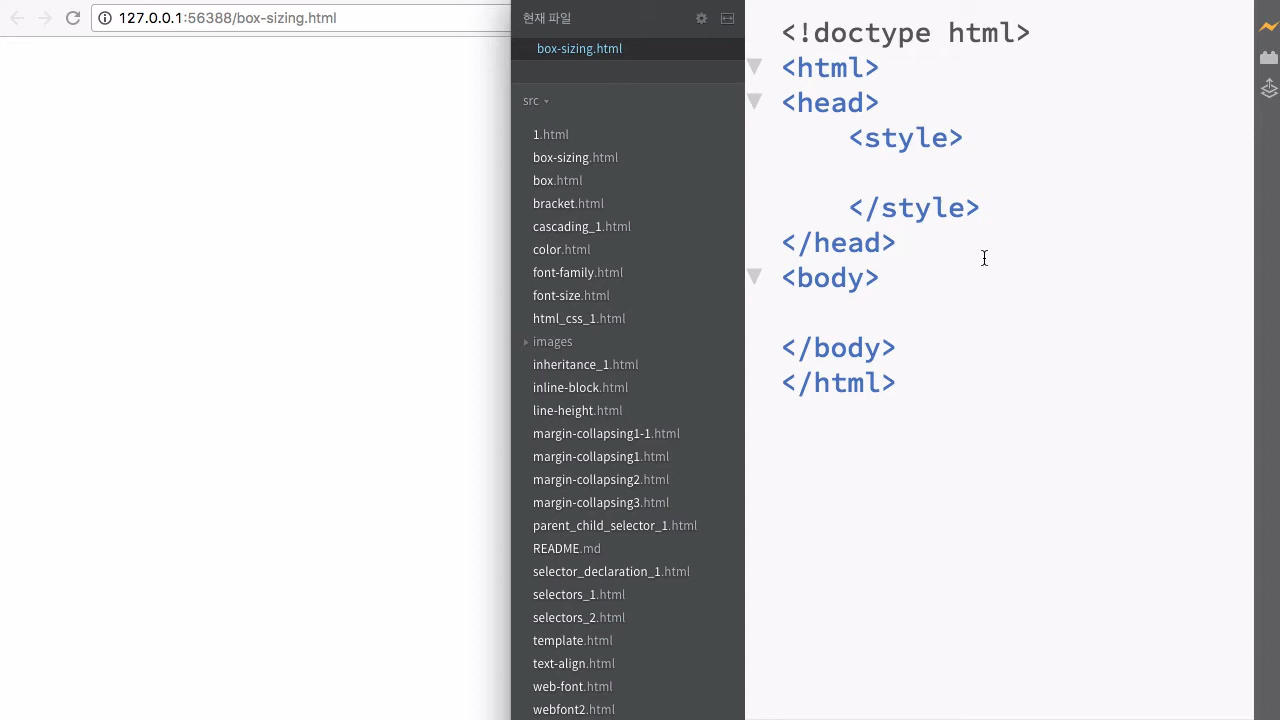 127.0.0.1:56388/box-sizing.html
현재 파일
box-sizing.html
src
1.html
box-sizing.html
box.html
bracket.html
cascading_1.html
color.html
font-family.html
font-size.html
html_css_1.html
images
inheritance_1.html
inline-block.html
line-height.html
margin-collapsing1-1.html
margin-collapsing1.html
margin-collapsing2.html
margin-collapsing3.html
parent_child_selector_1.html
README.md
selector_declaration_1.html
selectors_1.html
selectors_2.html
template.html
text-align.html
web-font.html
webfont2.html
<!doctype html>
<html>
<head>
<style>
</style>
</head>
<body>
</body>
</html>